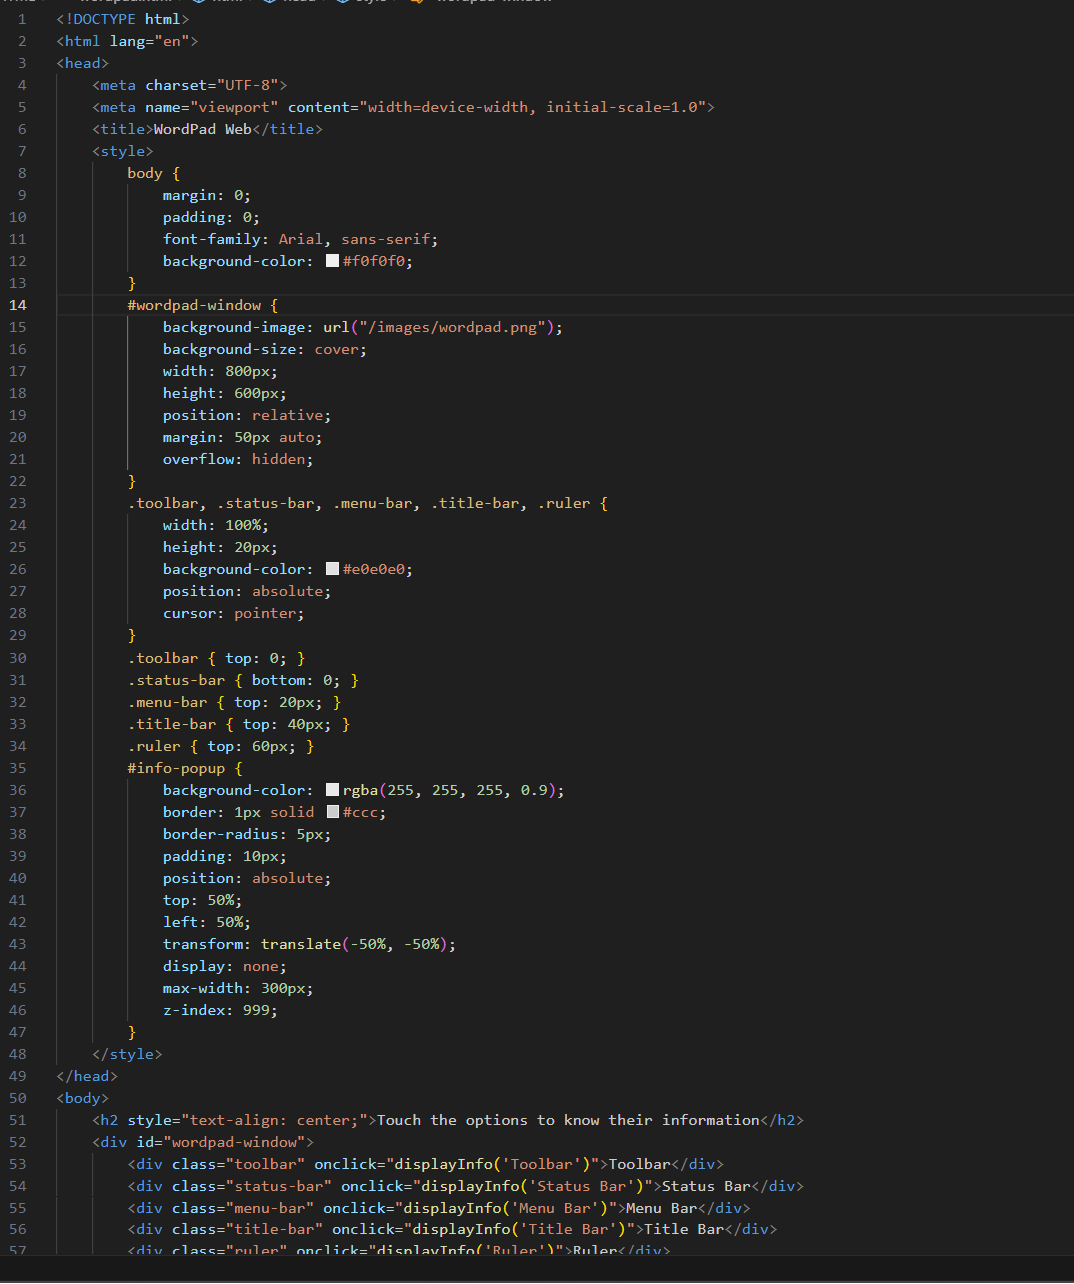 1 <!DOCTYPE html>
2 <html lang="en">
3 <head>
4     <meta charset="UTF-8">
5     <meta name="viewport" content="width=device-width, initial-scale=1.0">
6     <title>WordPad Web</title>
7     <style>
8         body {
9             margin: 0;
10             padding: 0;
11             font-family: Arial, sans-serif;
12             background-color: #f0f0f0;
13         }
14         #wordpad-window {
15             background-image: url("/images/wordpad.png");
16             background-size: cover;
17             width: 800px;
18             height: 600px;
19             position: relative;
20             margin: 50px auto;
21             overflow: hidden;
22         }
23         .toolbar, .status-bar, .menu-bar, .title-bar, .ruler {
24             width: 100%;
25             height: 20px;
26             background-color: #e0e0e0;
27             position: absolute;
28             cursor: pointer;
29         }
30         .toolbar { top: 0; }
31         .status-bar { bottom: 0; }
32         .menu-bar { top: 20px; }
33         .title-bar { top: 40px; }
34         .ruler { top: 60px; }
35         #info-popup {
36             background-color: rgba(255, 255, 255, 0.9);
37             border: 1px solid #ccc;
38             border-radius: 5px;
39             padding: 10px;
40             position: absolute;
41             top: 50%;
42             left: 50%;
43             transform: translate(-50%, -50%);
44             display: none;
45             max-width: 300px;
46             z-index: 999;
47         }
48     </style>
49 </head>
50 <body>
51     <h2 style="text-align: center;">Touch the options to know their information</h2>
52     <div id="wordpad-window">
53         <div class="toolbar" onclick="displayInfo('Toolbar')">Toolbar</div>
54         <div class="status-bar" onclick="displayInfo('Status Bar')">Status Bar</div>
55         <div class="menu-bar" onclick="displayInfo('Menu Bar')">Menu Bar</div>
56         <div class="title-bar" onclick="displayInfo('Title Bar')">Title Bar</div>
57         <div class="ruler" onclick="displayInfo('Ruler')">Ruler</div>